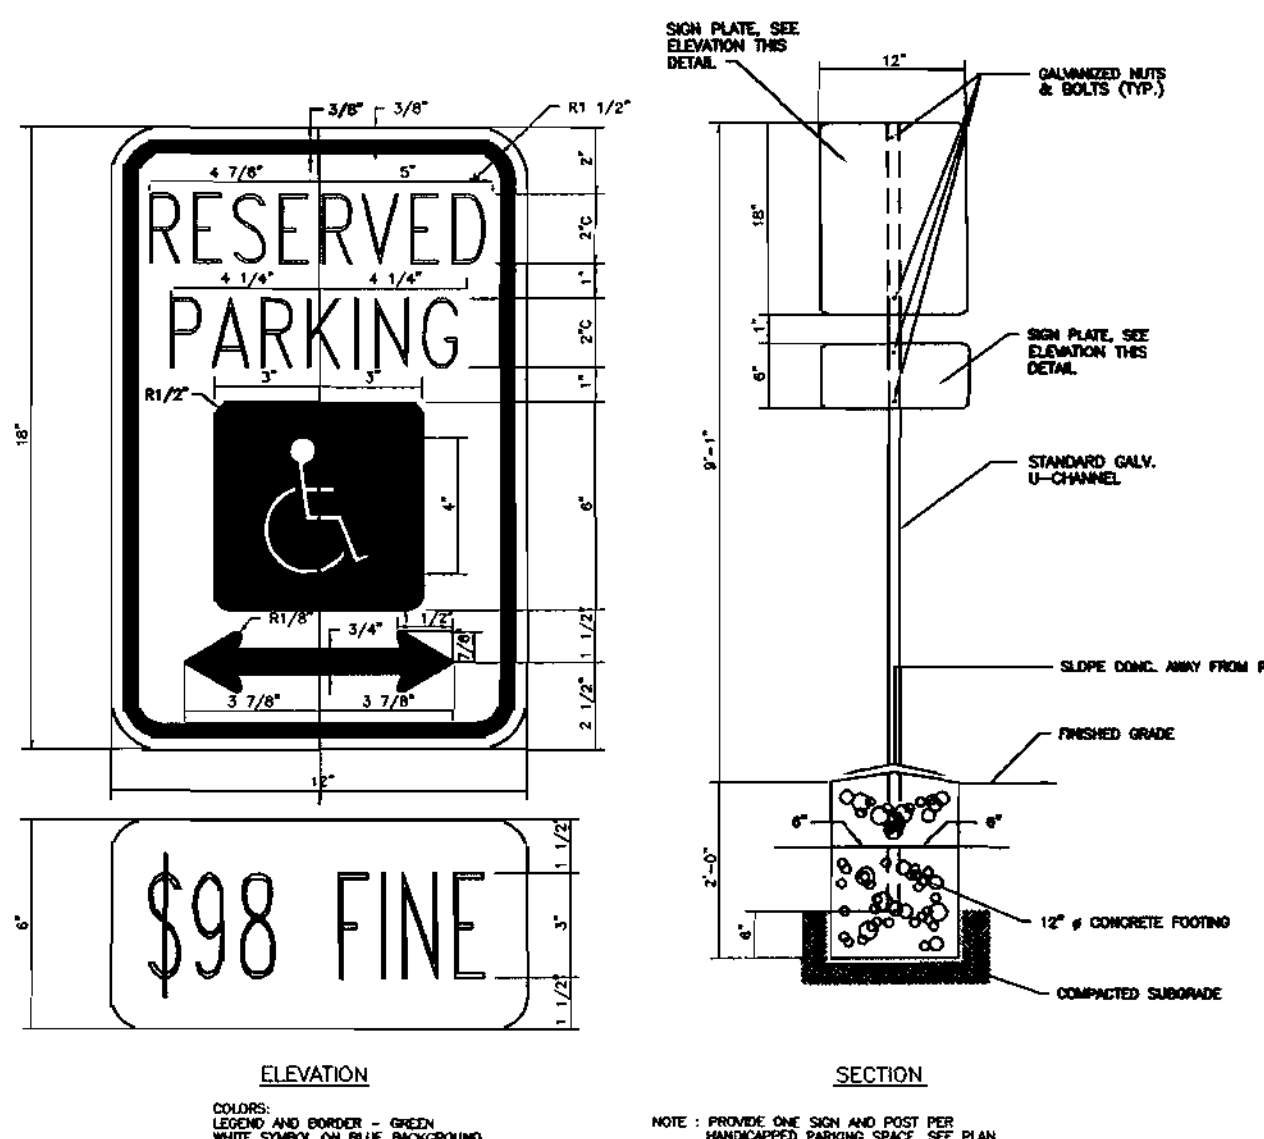 SIGN PLATE, SEE
ELEVATION THIS
DETAIL
12"
GALVANIZED NUTS
& BOLTS (TYP.)
3/8"
3/8"
R1 1/2"
2"
4 7/8"
5"
RESERVED
2"C
18"
4 1/4"
4 1/4"
1"
PARKING
2"C
1"
SIGN PLATE, SEE
ELEVATION THIS
DETAIL
3"
3"
1"
6"
R1/2"
18"
9'-1"
STANDARD GALV.
U-CHANNEL
4"
6"
R1/8"
1 1/2"
3/4"
7/8"
1 1/2"
SLOPE CONC. AWAY FROM
3 7/8"
3 7/8"
2 1/2"
FINISHED GRADE
12"
6"
6"
1 1/2"
2'-0"
$98 FINE
6"
3"
6"
12" ø CONCRETE FOOTING
1 1/2"
COMPACTED SUBGRADE
ELEVATION
SECTION
COLORS:
LEGEND AND BORDER - GREEN
WHITE SYMBOL ON BLUE BACKGROUND
NOTE : PROVIDE ONE SIGN AND POST PER
HANDICAPPED PARKING SPACE, SEE PLAN